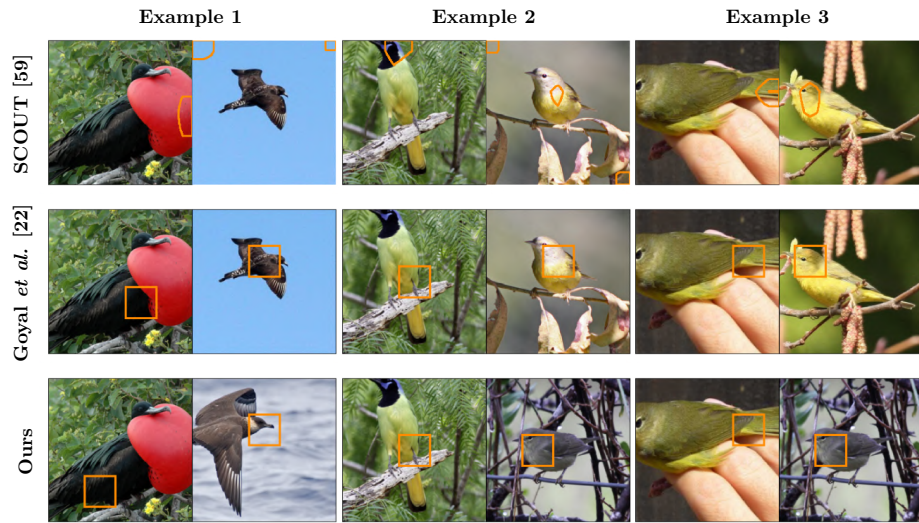 Example 1
Example 2
Example 3
SCOUT [59]
Goyal et al. [22]
Ours